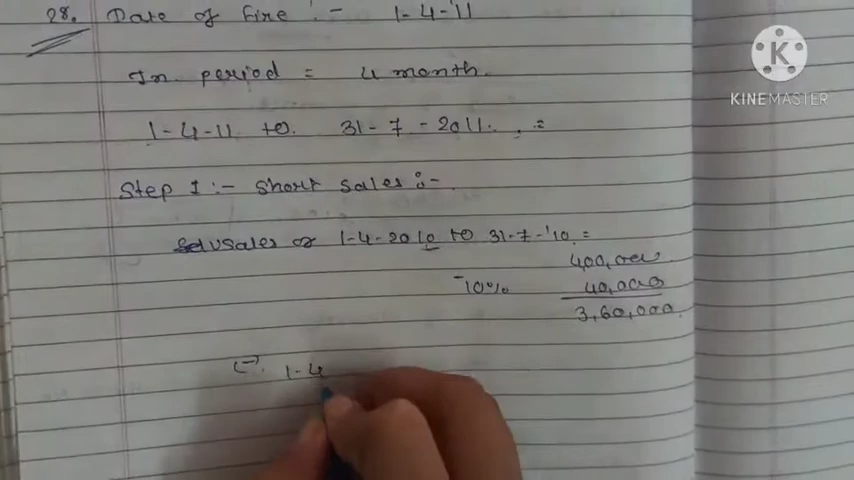 28. Date of fire :- 1-4-'11
In period = 4 month.
1-4-11 to 31-7-2011. =
Step 1:- Short Sales :-
Sales of 1-4-2010 to 31-7-'10. =
400,000
-10% 40,000
3,60,000.
(-). 1-4
K
KINEMASTER